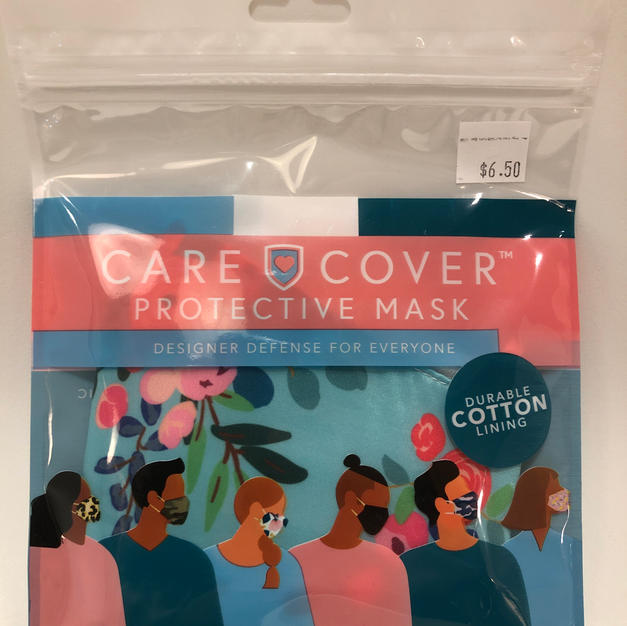 $6.50
CARE COVER™
PROTECTIVE MASK
DESIGNER DEFENSE FOR EVERYONE
DURABLE
COTTON
LINING